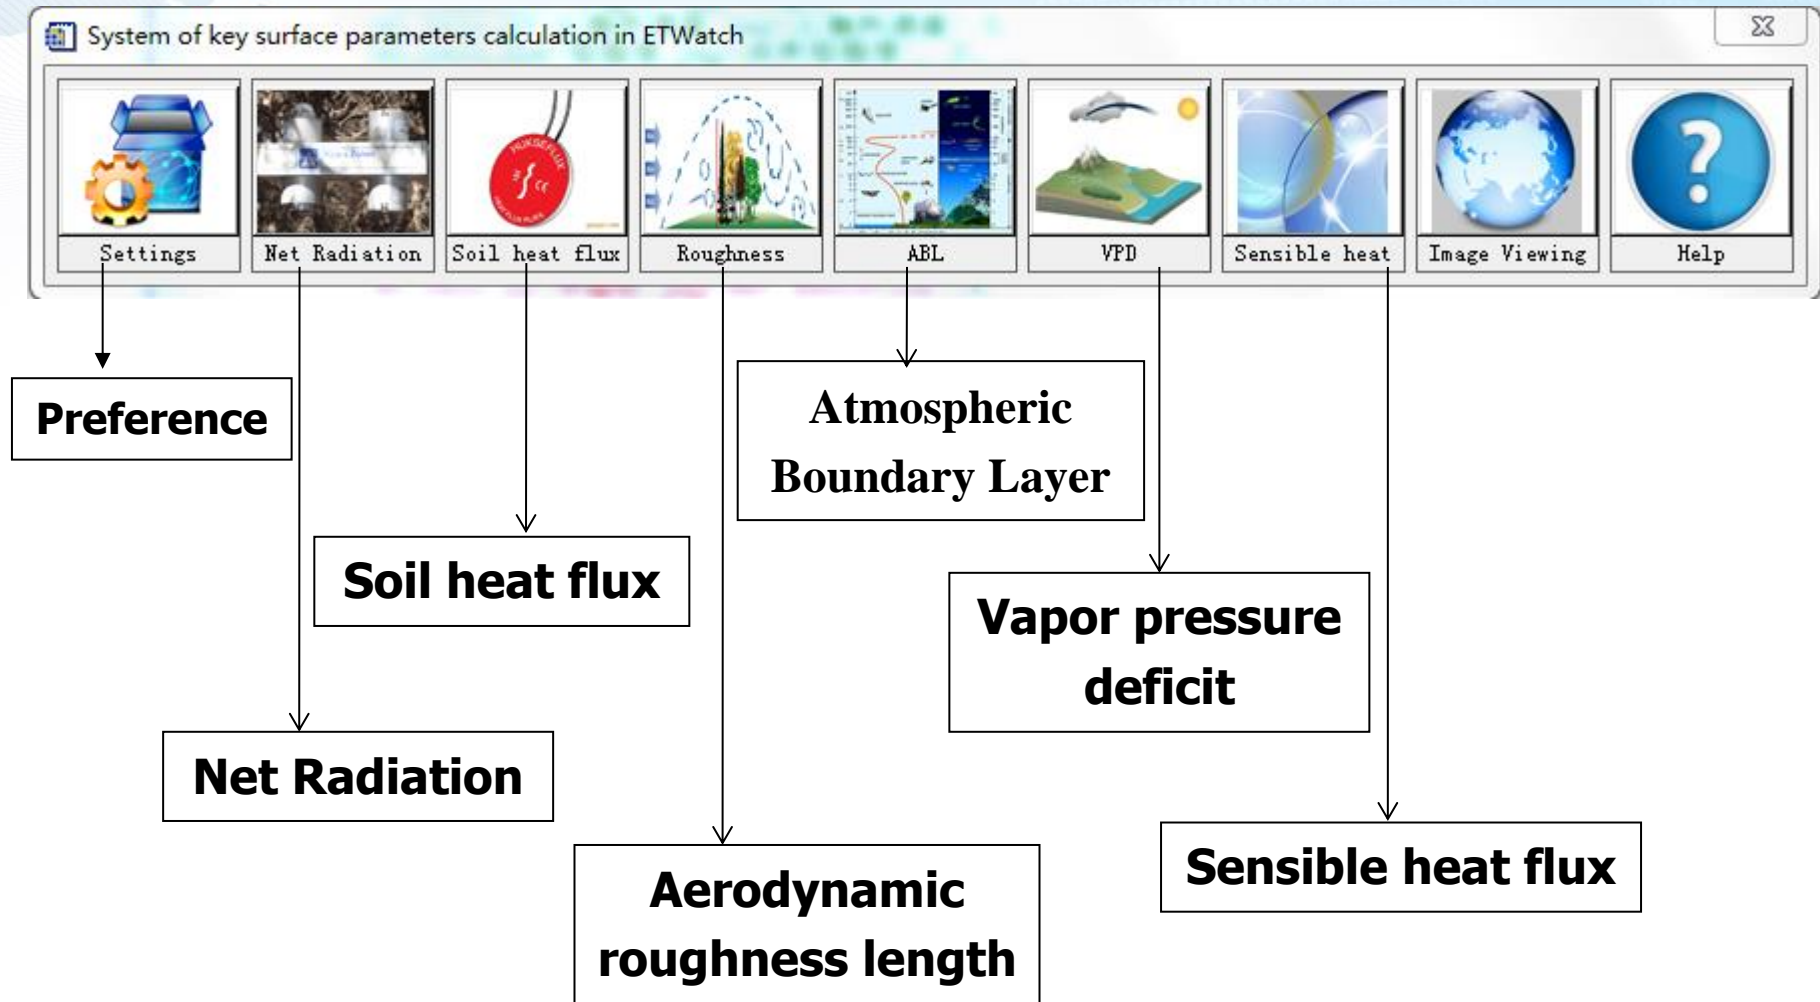 System of key surface parameters calculation in ETWatch
HUKSEFLUX
Settings
Net Radiation
Soil heat flux
Roughness
ABL
VPD
Sensible heat
Image Viewing
Help
Preference
Atmospheric
Boundary Layer
Soil heat flux
Vapor pressure
deficit
Net Radiation
Sensible heat flux
Aerodynamic
roughness length